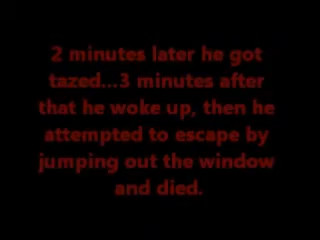 2 minutes later he got
tazed...3 minutes after
that he woke up, then he
attempted to escape by
jumping out the window
and died.